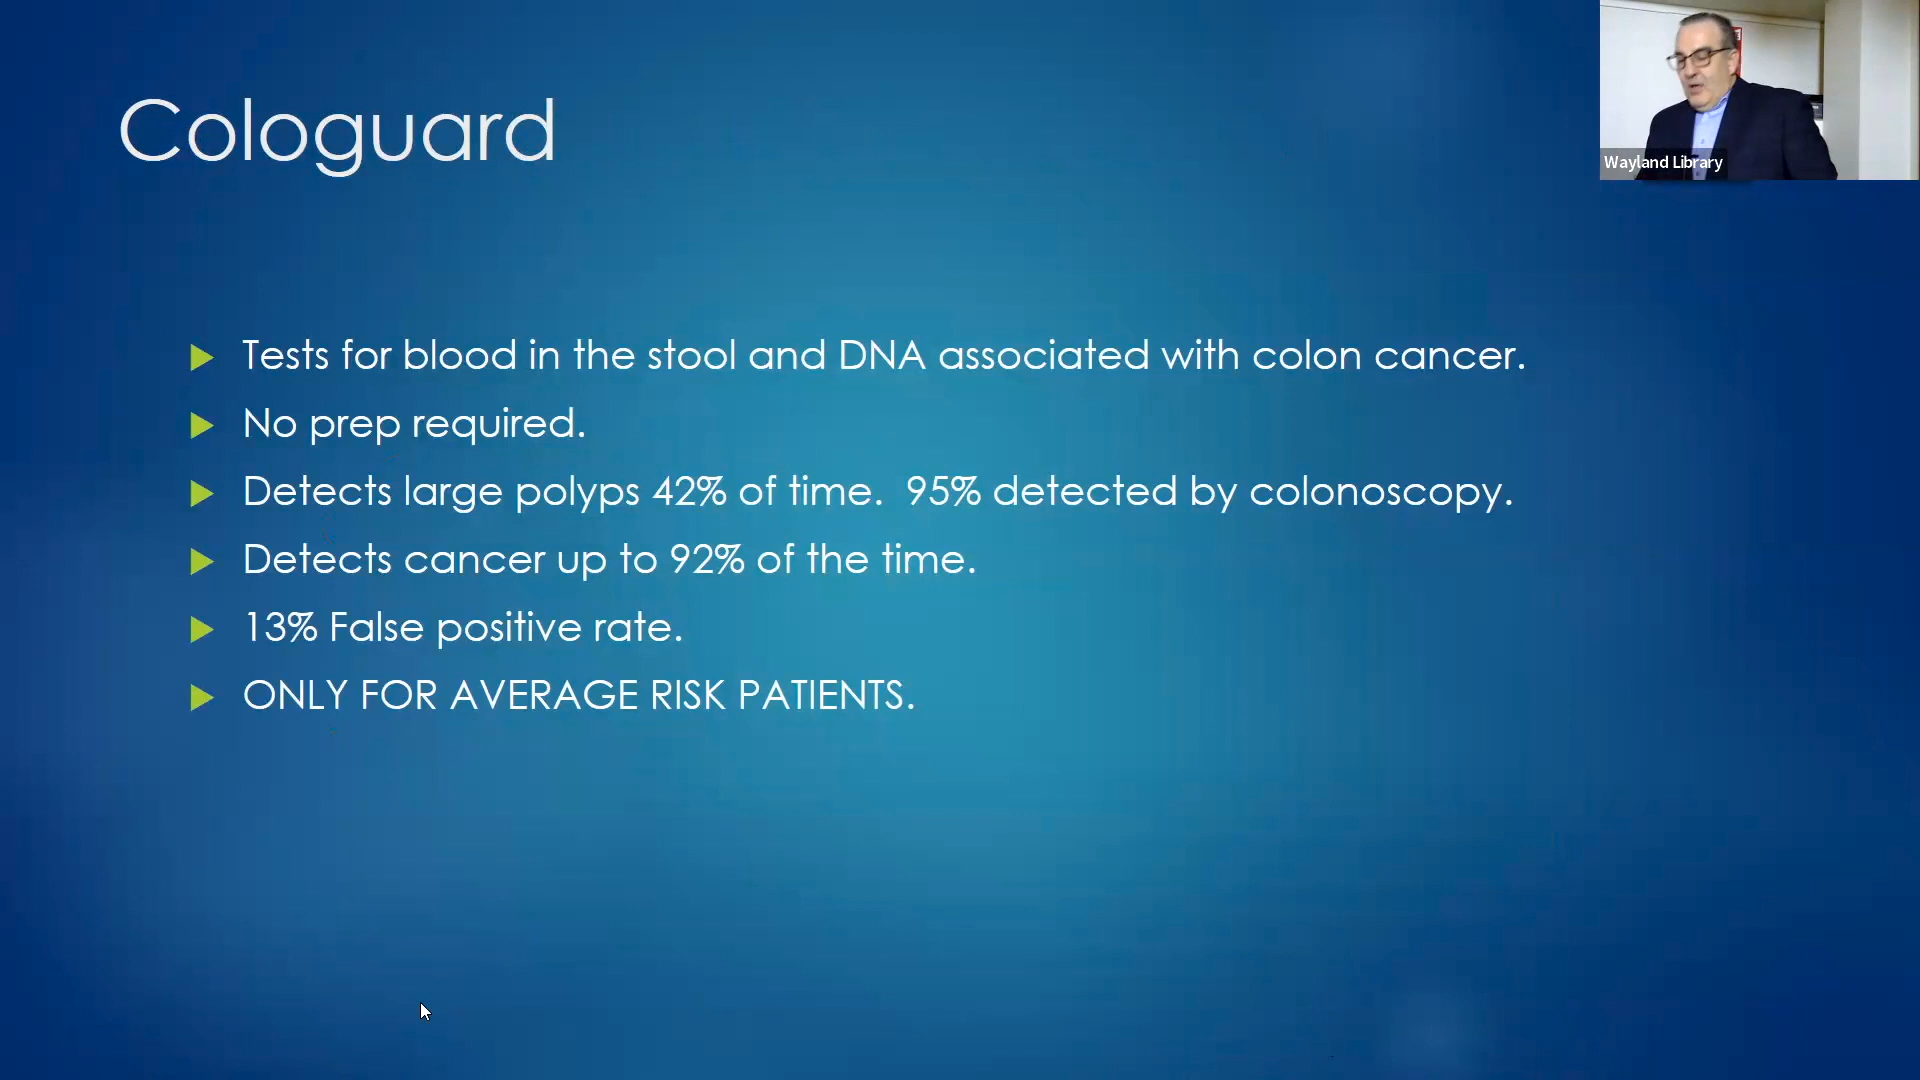 Cologuard
Wayland Library
Tests for blood in the stool and DNA associated with colon cancer.
No prep required.
Detects large polyps 42% of time.  95% detected by colonoscopy.
Detects cancer up to 92% of the time.
13% False positive rate.
ONLY FOR AVERAGE RISK PATIENTS.